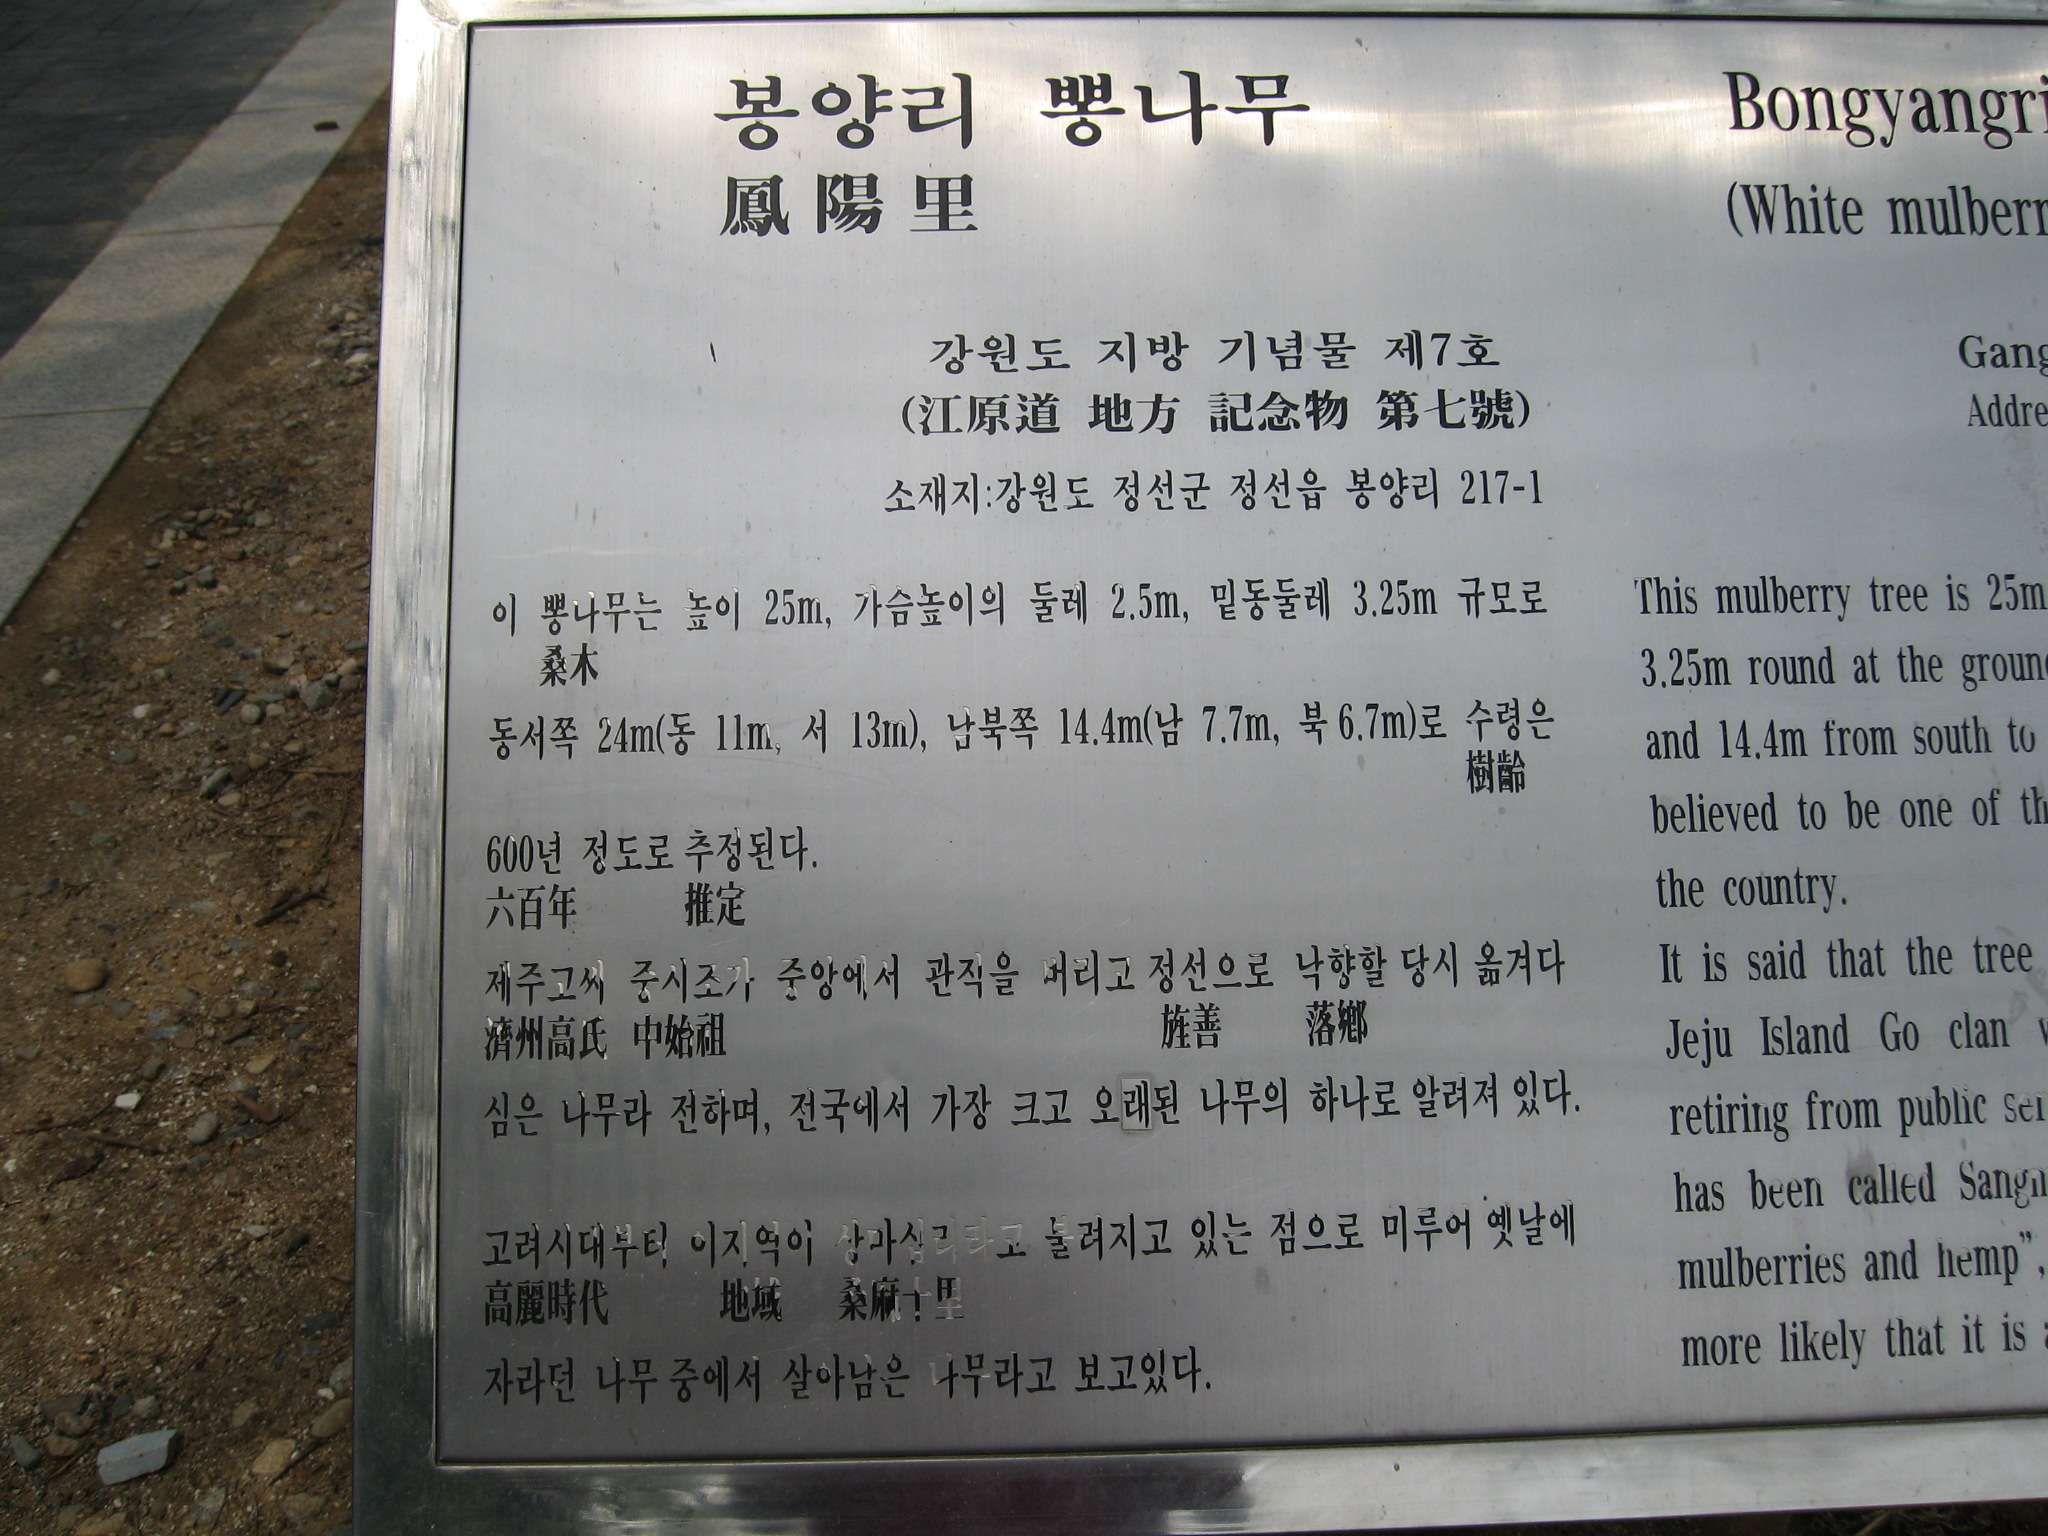 봉양리 뽕나무
鳳陽里
강원도 지방 기념물 제7호
(江原道 地方 記念物 第七號)
소재지:강원도 정선군 정선읍 봉양리 217-1
이 뽕나무는 높이 25m, 가슴높이의 둘레 2.5m, 밑동둘레 3.25m 규모로
桑木
동서쪽 24m(동 11m, 서 13m), 남북쪽 14.4m(남 7.7m, 북 6.7m)로 수령은
樹齡
600년 정도로 추정된다.
六百年 推定
제주고씨 중시조가 중앙에서 관직을 버리고 정선으로 낙향할 당시 옮겨다
濟州高氏 中始祖 旌善 落鄕
심은 나무라 전하며, 전국에서 가장 크고 오래된 나무의 하나로 알려져 있다.
고려시대부터 이지역이 상마십리라고 불려지고 있는 점으로 미루어 옛날에
高麗時代 地域 桑麻十里
자라던 나무 중에서 살아남은 나무라고 보고있다.
Bongyangri
(White mulberr
Gang
Addre
This mulberry tree is 25m
3.25m round at the groun
and 14.4m from south to
believed to be one of th
the country.
It is said that the tree
Jeju Island Go clan
retiring from public ser
has been called Sangn
mulberries and hemp",
more likely that it is